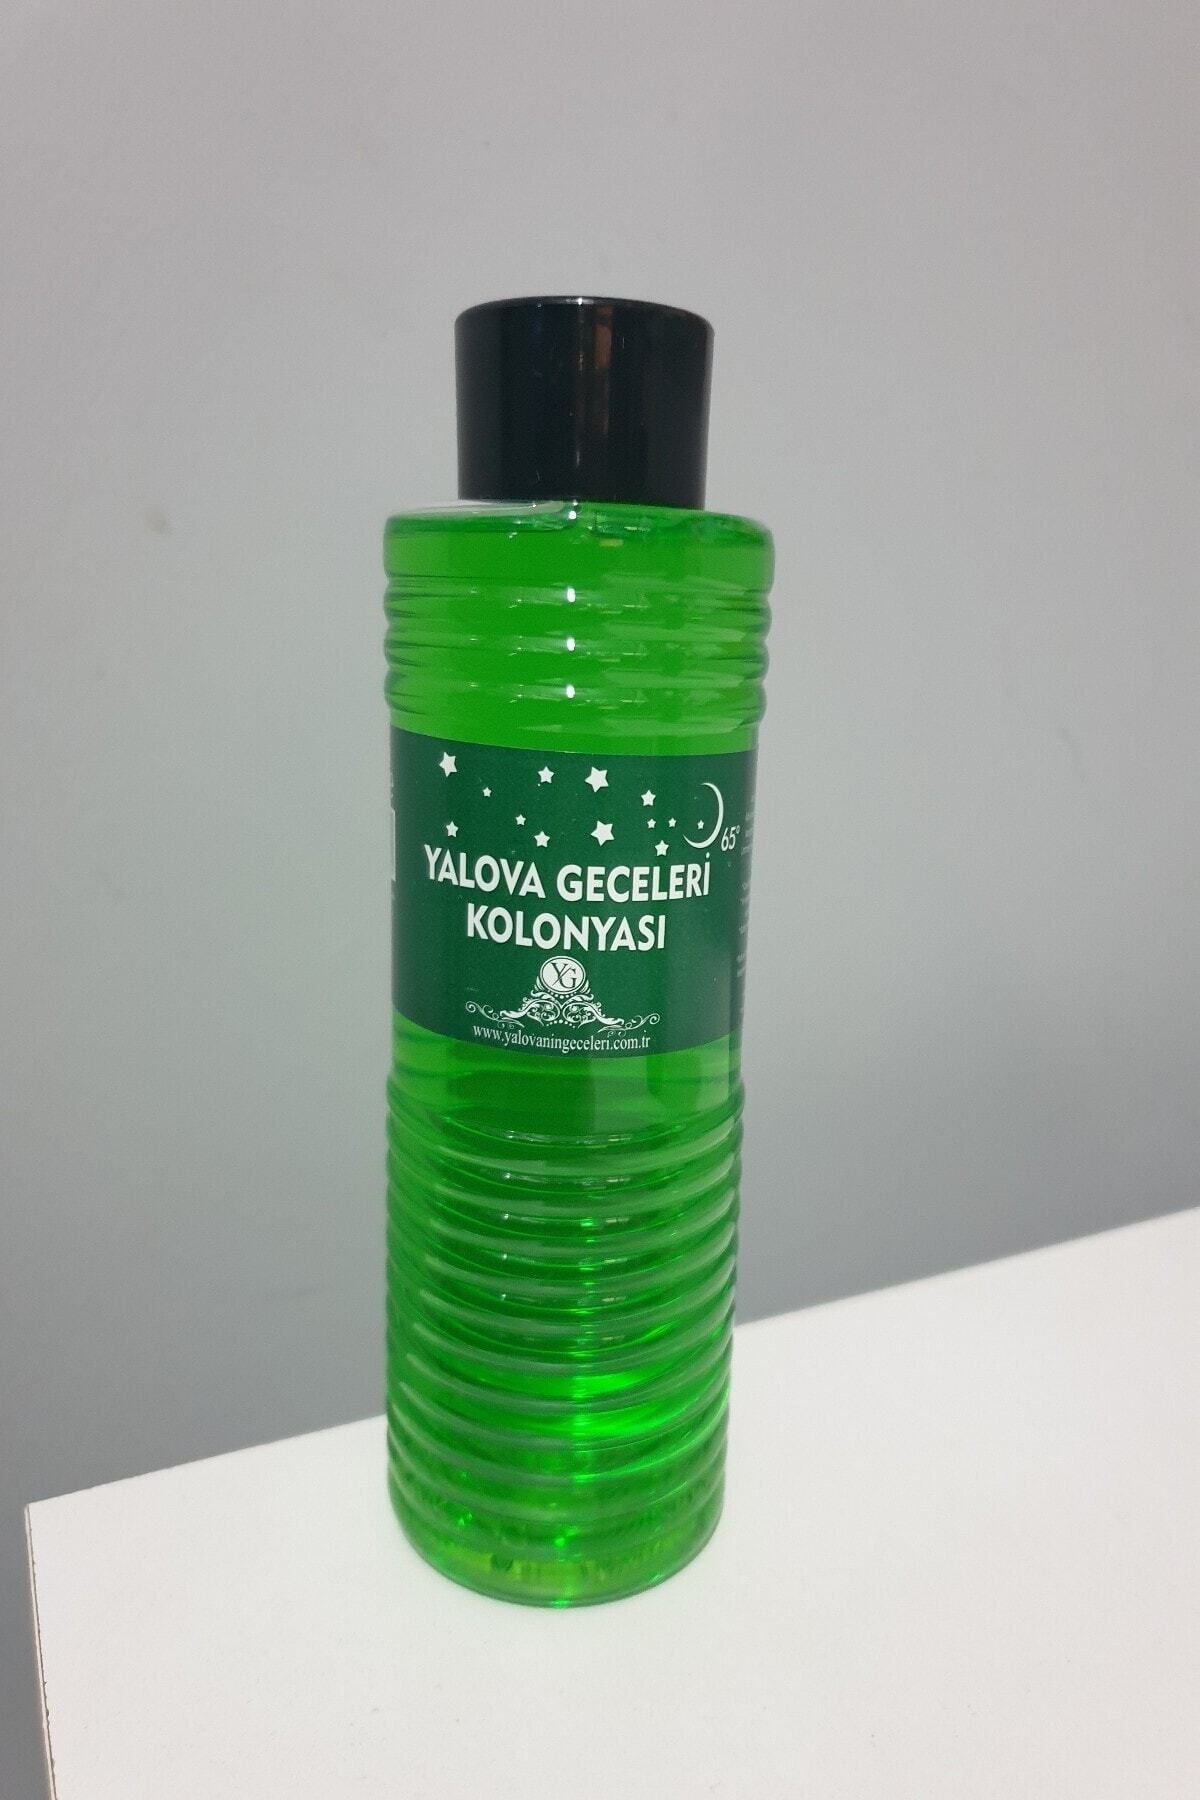 65°
YALOVA GECELERİ
KOLONYASI
YG
www.yalovaningeceleri.com.tr